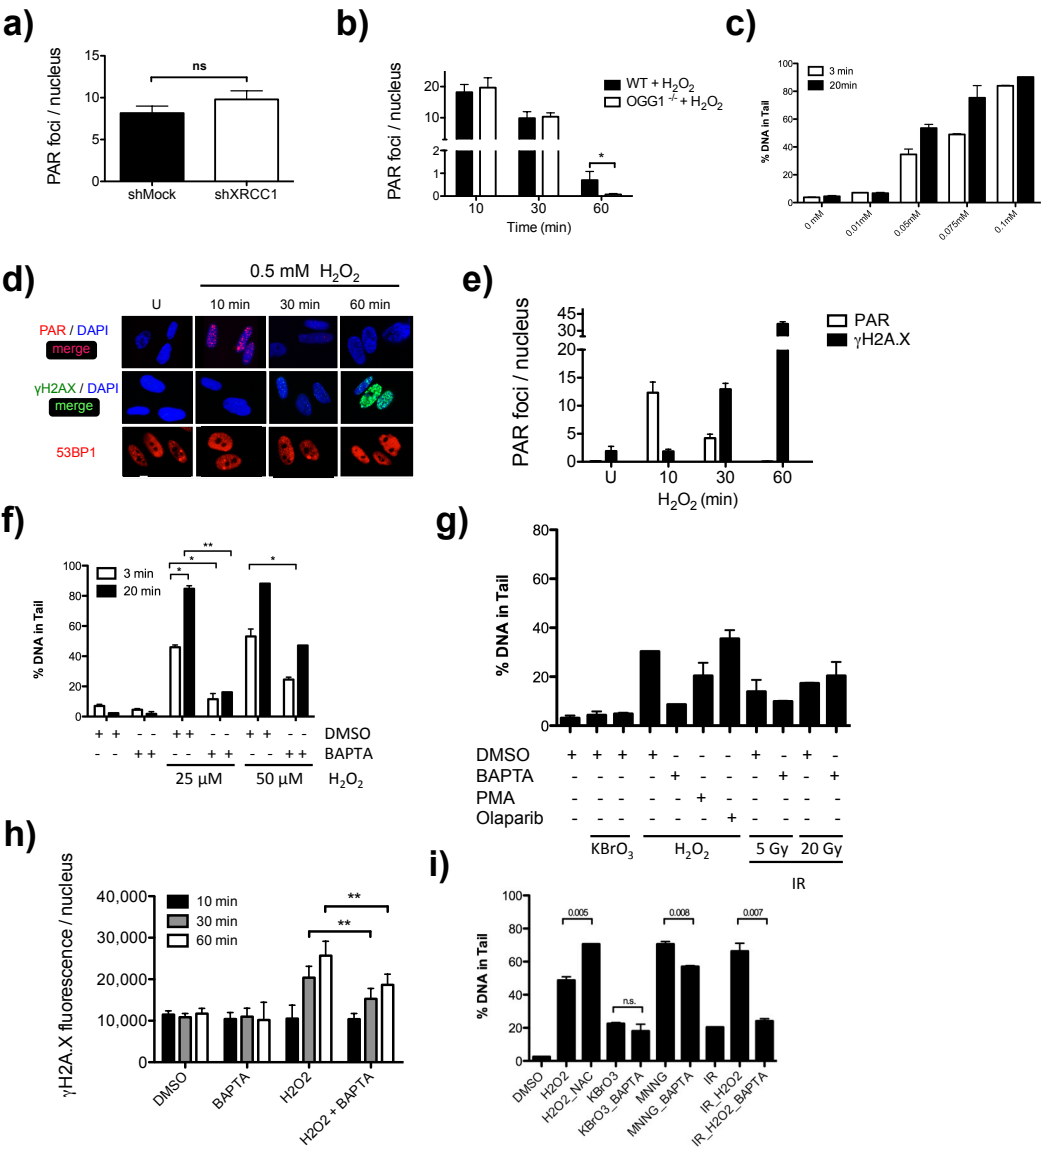 a)
PAR foci / nucleus
15
10
5
0
ns
shMock
shXRCC1
b)
PAR foci / nucleus
20
10
2
1
0
WT + H₂O₂
OGG1 -/- + H₂O₂
*
10 30 60
Time (min)
c)
% DNA in Tail
100
80
60
40
20
0
3 min
20min
0 mM
0.01mM
0.05mM
0.075mM
0.1mM
d)
0.5 mM H₂O₂
U 10 min 30 min 60 min
PAR / DAPI
merge
γH2AX / DAPI
merge
53BP1
e)
PAR foci / nucleus
45
30
20
15
10
5
0
PAR
γH2A.X
U 10 30 60
H₂O₂ (min)
f)
% DNA in Tail
100
80
60
40
20
0
3 min
20 min
**
*
*
*
+ + - - + + - - + + - - DMSO
- - + + - - + + - - + + BAPTA
25 µM 50 µM H₂O₂
g)
% DNA in Tail
80
60
40
20
0
DMSO + + + + - - - + - + -
BAPTA - - - - + - - - + - +
PMA - - - - - + - - - - -
Olaparib - - - - - - + - - - -
KBrO₃ H₂O₂ 5 Gy 20 Gy
IR
h)
γH2A.X fluorescence / nucleus
40,000
30,000
20,000
10,000
0
10 min
30 min
60 min
**
**
DMSO
BAPTA
H2O2
H2O2 + BAPTA
i)
% DNA in Tail
100
80
60
40
20
0
0.005
n.s.
0.008
0.007
DMSO
H2O2
H2O2_NAC
KBrO3
KBrO3_BAPTA
MNNG
MNNG_BAPTA
IR
IR_H2O2
IR_H2O2_BAPTA